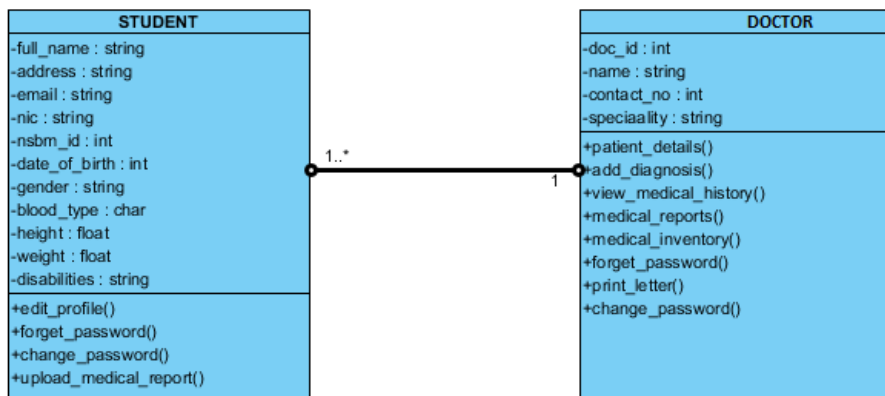 STUDENT
-full_name : string
-address : string
-email : string
-nic : string
-nsbm_id : int
-date_of_birth : int
-gender : string
-blood_type : char
-height : float
-weight : float
-disabilities : string
+edit_profile()
+forget_password()
+change_password()
+upload_medical_report()
1..*
1
DOCTOR
-doc_id : int
-name : string
-contact_no : int
-speciaality : string
+patient_details()
+add_diagnosis()
+view_medical_history()
+medical_reports()
+medical_inventory()
+forget_password()
+print_letter()
+change_password()